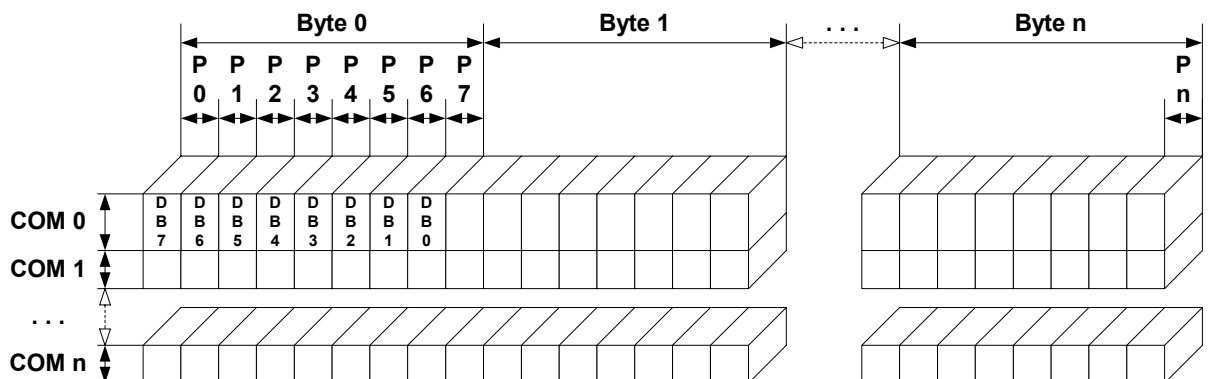 Byte 0 Byte 1 . . . Byte n
P P P P P P P P P
0 1 2 3 4 5 6 7 n
COM 0
D D D D D D D D
B B B B B B B B
7 6 5 4 3 2 1 0
COM 1
. . .
COM n